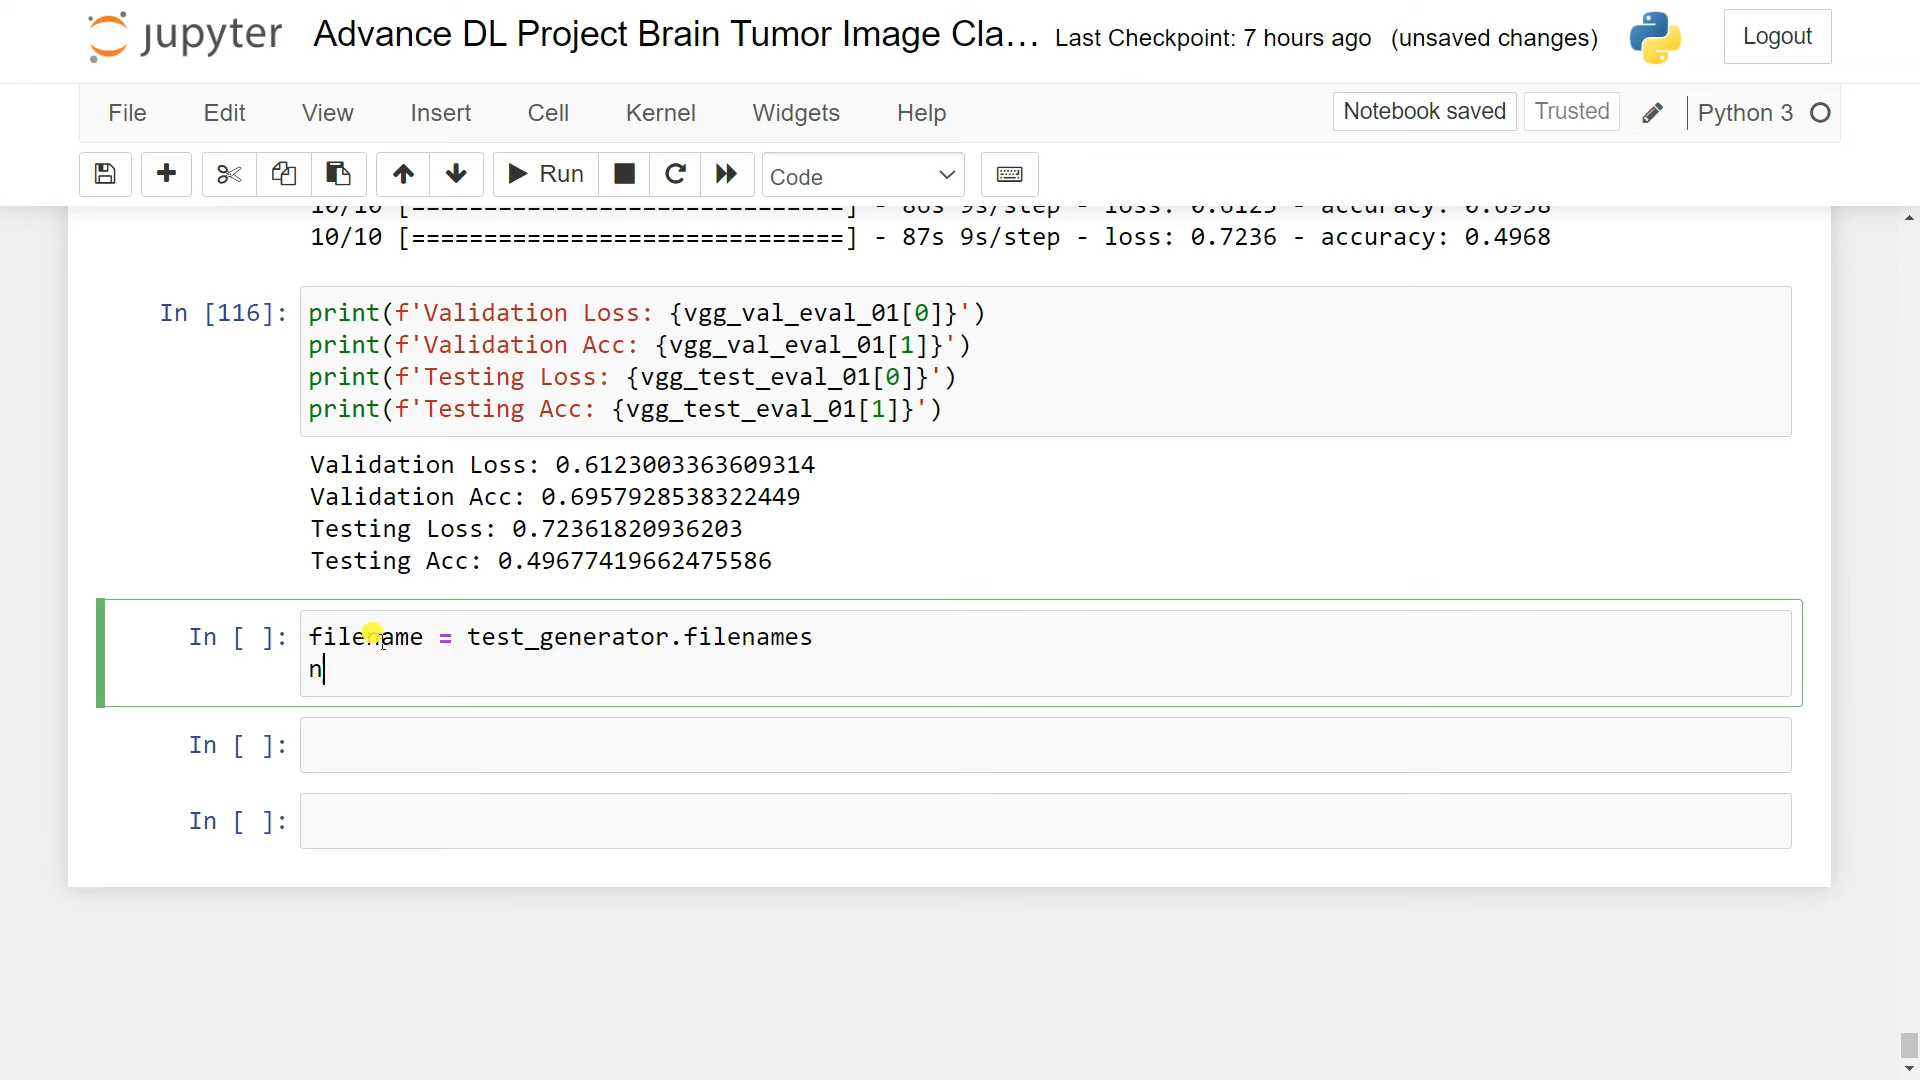 jupyter Advance DL Project Brain Tumor Image Cla... Last Checkpoint: 7 hours ago (unsaved changes) Logout
File Edit View Insert Cell Kernel Widgets Help Notebook saved Trusted Python 3
Run Code
10/10 [==============================] - 86s 9s/step - loss: 0.6123 - accuracy: 0.6958
10/10 [==============================] - 87s 9s/step - loss: 0.7236 - accuracy: 0.4968
In [116]: print(f'Validation Loss: {vgg_val_eval_01[0]}')
print(f'Validation Acc: {vgg_val_eval_01[1]}')
print(f'Testing Loss: {vgg_test_eval_01[0]}')
print(f'Testing Acc: {vgg_test_eval_01[1]}')
Validation Loss: 0.6123003363609314
Validation Acc: 0.6957928538322449
Testing Loss: 0.72361820936203
Testing Acc: 0.49677419662475586
In [ ]: filename = test_generator.filenames
n
In [ ]:
In [ ]: